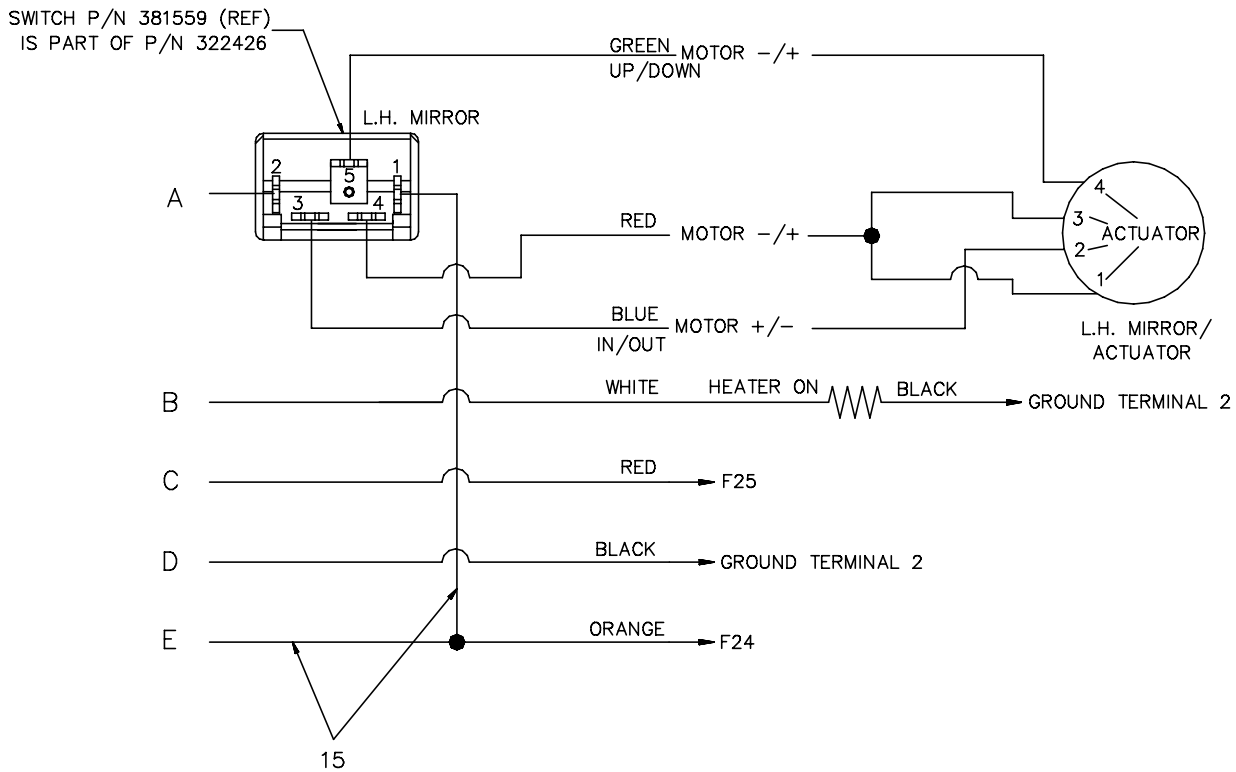 SWITCH P/N 381559 (REF)
IS PART OF P/N 322426
GREEN MOTOR -/+
UP/DOWN
L.H. MIRROR
2 5 1
3 4
A
RED MOTOR -/+
4
3
ACTUATOR
2
1
BLUE MOTOR +/-
IN/OUT
L.H. MIRROR/
ACTUATOR
B WHITE HEATER ON BLACK GROUND TERMINAL 2
C RED F25
D BLACK GROUND TERMINAL 2
E ORANGE F24
15